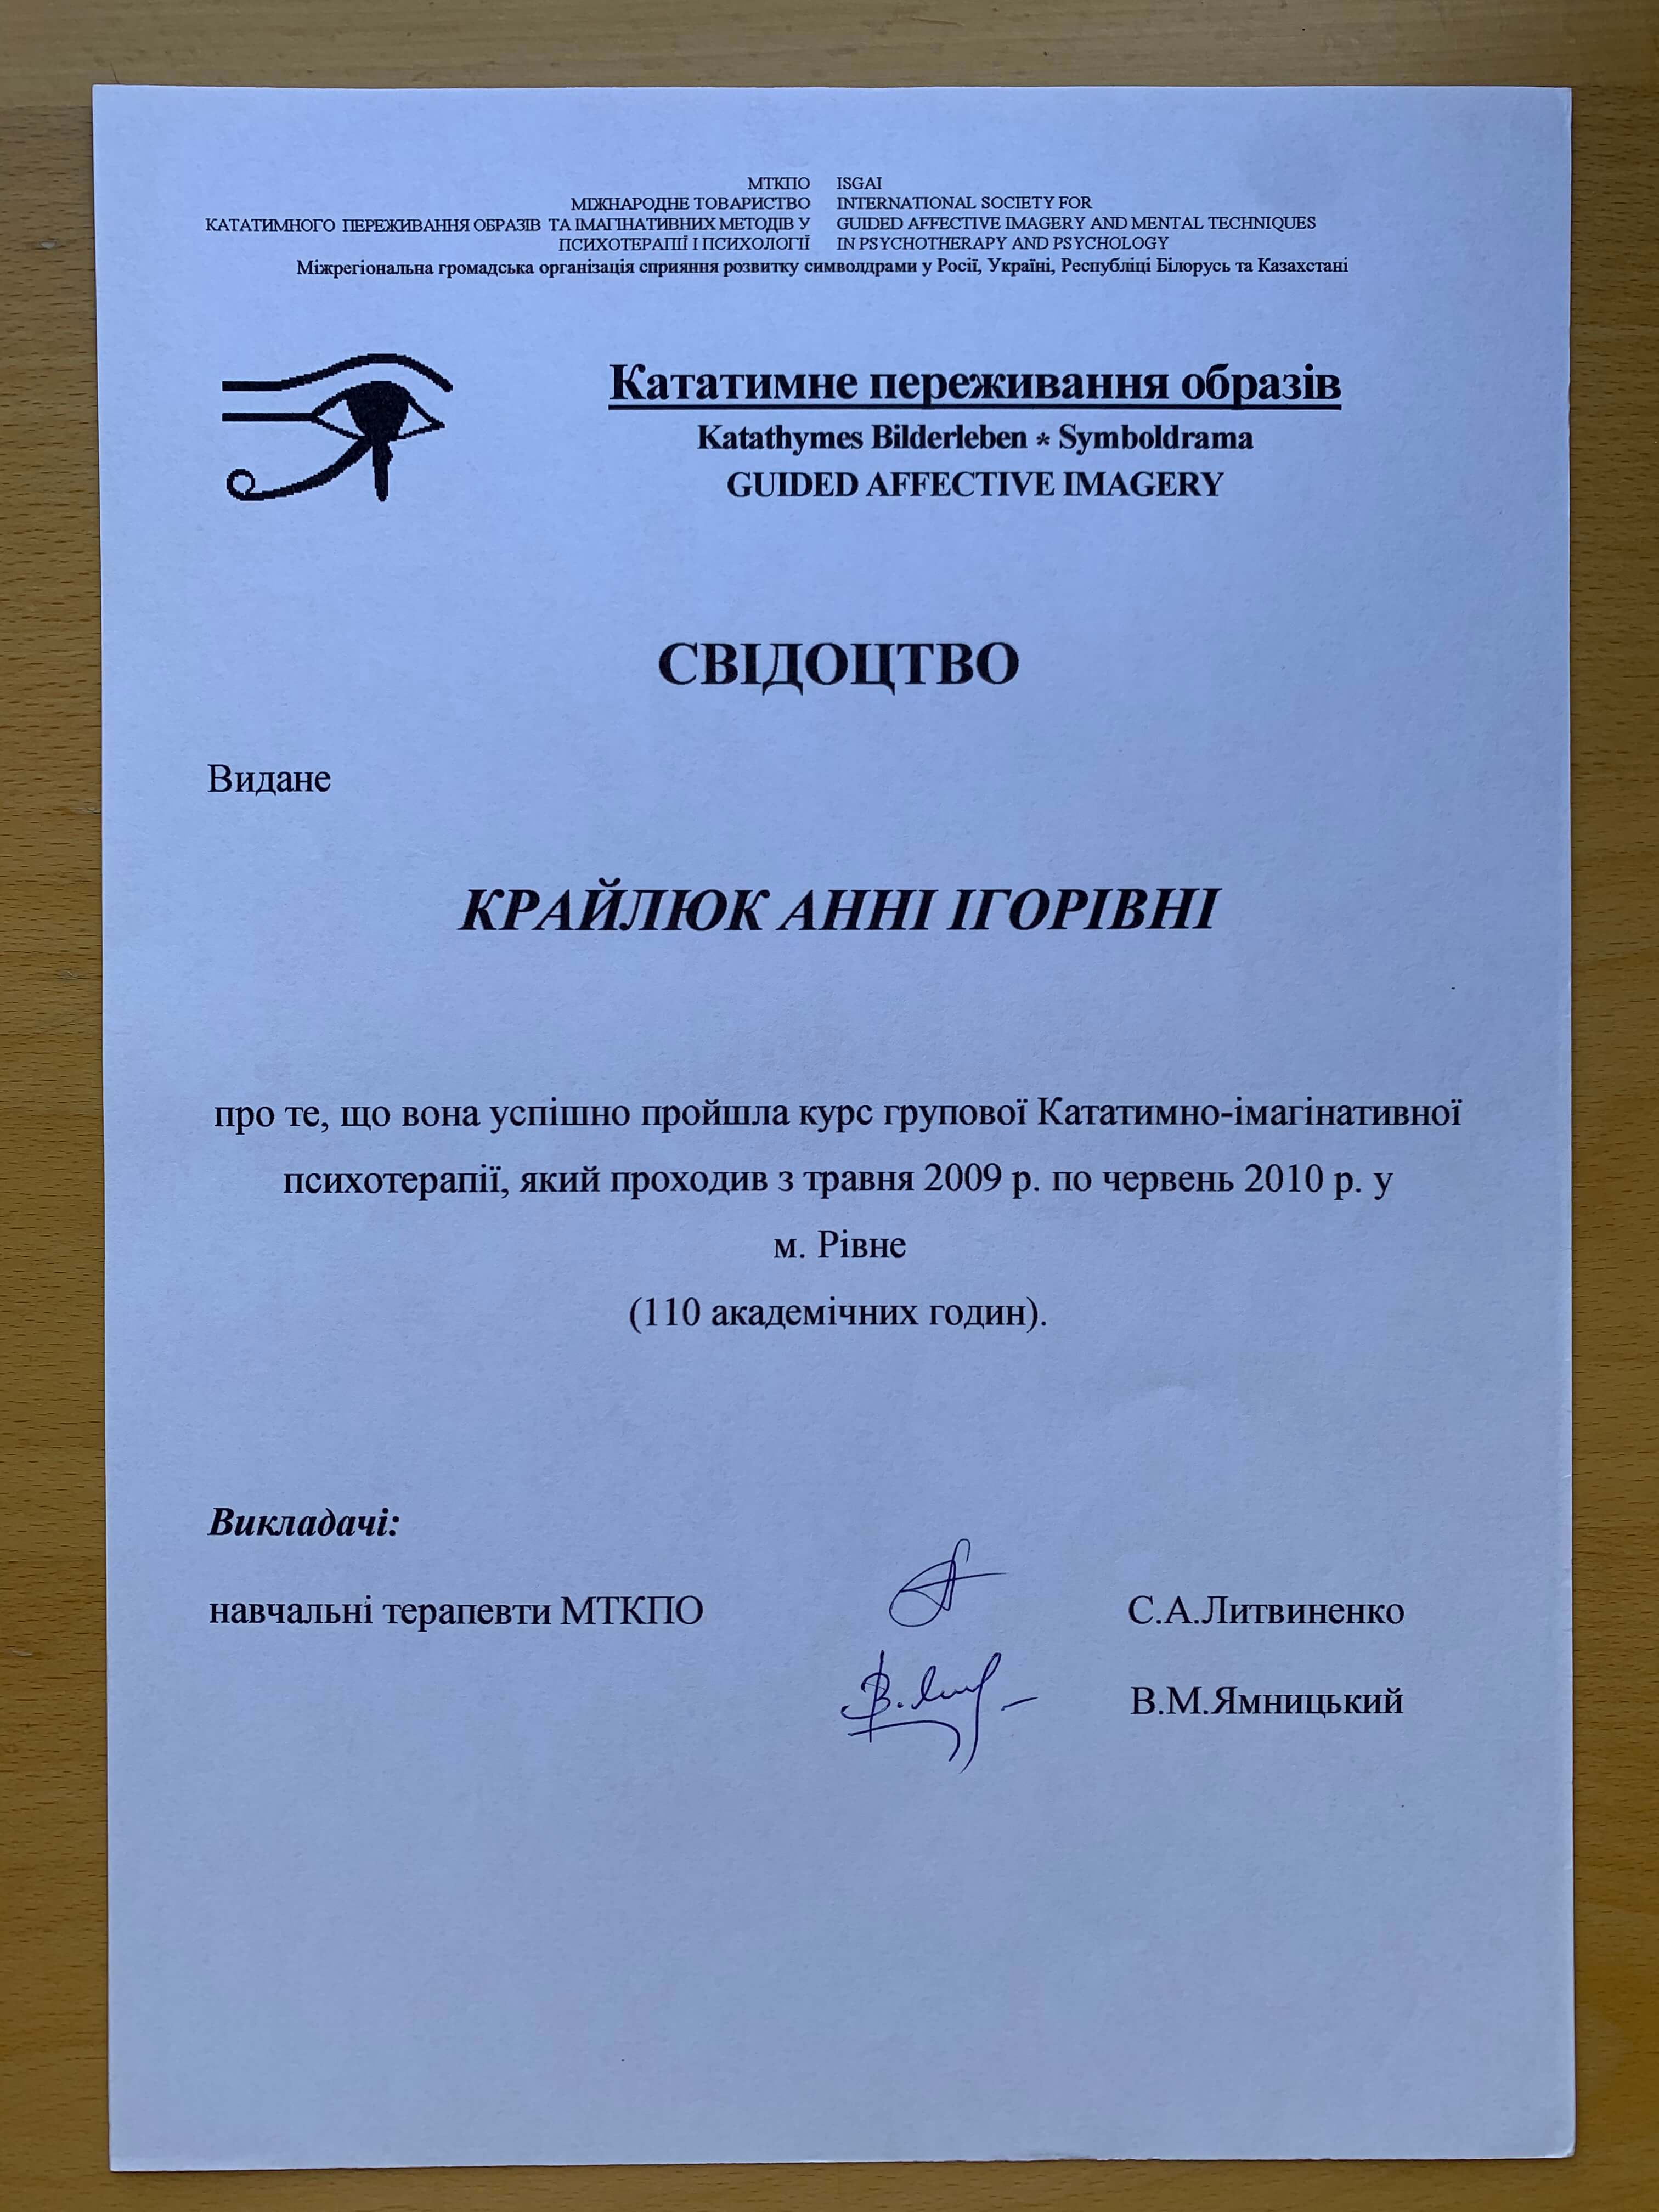 МТКПО ISGAI
МІЖНАРОДНЕ ТОВАРИСТВО INTERNATIONAL SOCIETY FOR
КАТАТИМНОГО ПЕРЕЖИВАННЯ ОБРАЗІВ ТА ІМАГІНАТИВНИХ МЕТОДІВ У GUIDED AFFECTIVE IMAGERY AND MENTAL TECHNIQUES
ПСИХОТЕРАПІЇ І ПСИХОЛОГІЇ IN PSYCHOTHERAPY AND PSYCHOLOGY
Міжрегіональна громадська організація сприяння розвитку символдрами у Росії, Україні, Республіці Білорусь та Казахстані
Кататимне переживання образів
Katathymes Bilderleben * Symboldrama
GUIDED AFFECTIVE IMAGERY
СВІДОЦТВО
Видане
КРАЙЛЮК АННІ ІГОРІВНІ
про те, що вона успішно пройшла курс групової Кататимно-імагінативної
психотерапії, який проходив з травня 2009 р. по червень 2010 р. у
м. Рівне
(110 академічних годин).
Викладачі:
навчальні терапевти МТКПО С.А.Литвиненко
В.М.Ямницький